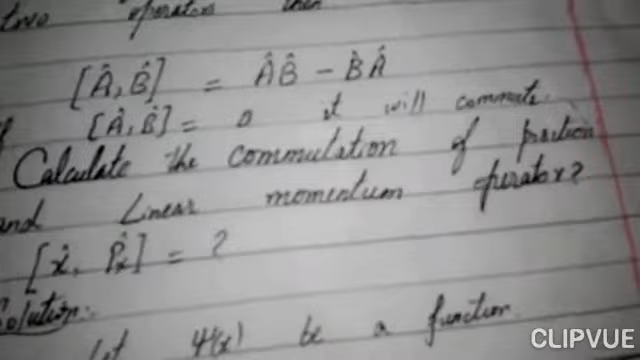 two operators then
[Â, B̂] = ÂB̂ - B̂Â
If [Â, B̂] = 0 it will commute.
Calculate the commutation of position
and Linear momentum operator?
[x̂, P̂x] = ?
Solution:
Let Ψ(x) be a function
CLIPVUE